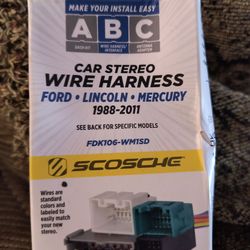 MAKE YOUR INSTALL EASY
A B C
DASH KIT
WIRE HARNESS/
INTERFACE
ANTENNA
ADAPTER
CAR STEREO
WIRE HARNESS
FORD • LINCOLN • MERCURY
1988-2011
SEE BACK FOR SPECIFIC MODELS
FDK106-WM1SD
SCOSCHE
Wires are
standard
colors and
labeled to
easily match
your new
stereo.